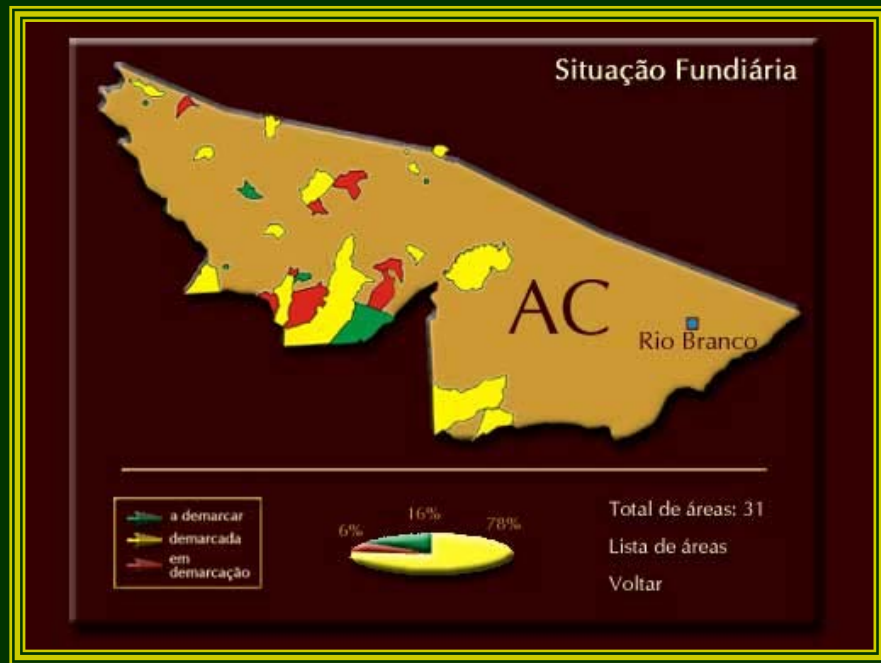 Situação Fundiária
AC
Rio Branco
a demarcar
demarcada
em
demarcação
6%
16%
78%
Total de áreas: 31
Lista de áreas
Voltar